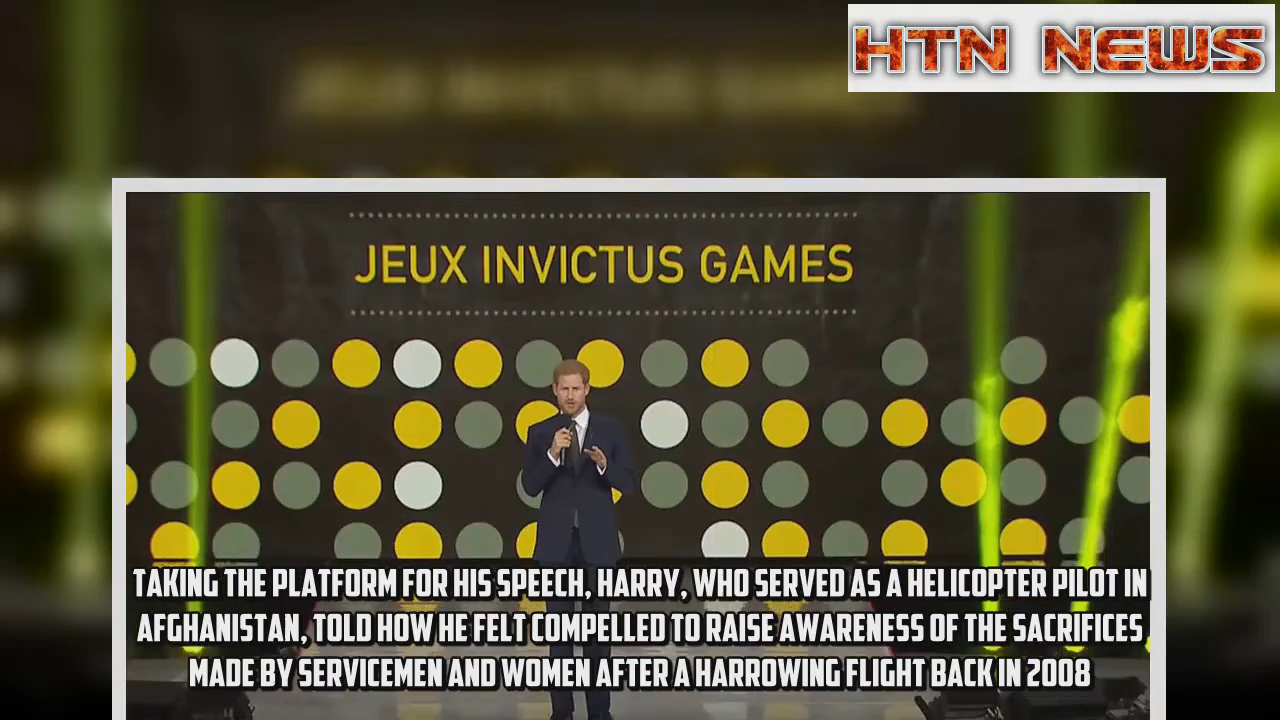 HTN NEWS
JEUX INVICTUS GAMES
TAKING THE PLATFORM FOR HIS SPEECH, HARRY, WHO SERVED AS A HELICOPTER PILOT IN
AFGHANISTAN, TOLD HOW HE FELT COMPELLED TO RAISE AWARENESS OF THE SACRIFICES
MADE BY SERVICEMEN AND WOMEN AFTER A HARROWING FLIGHT BACK IN 2008